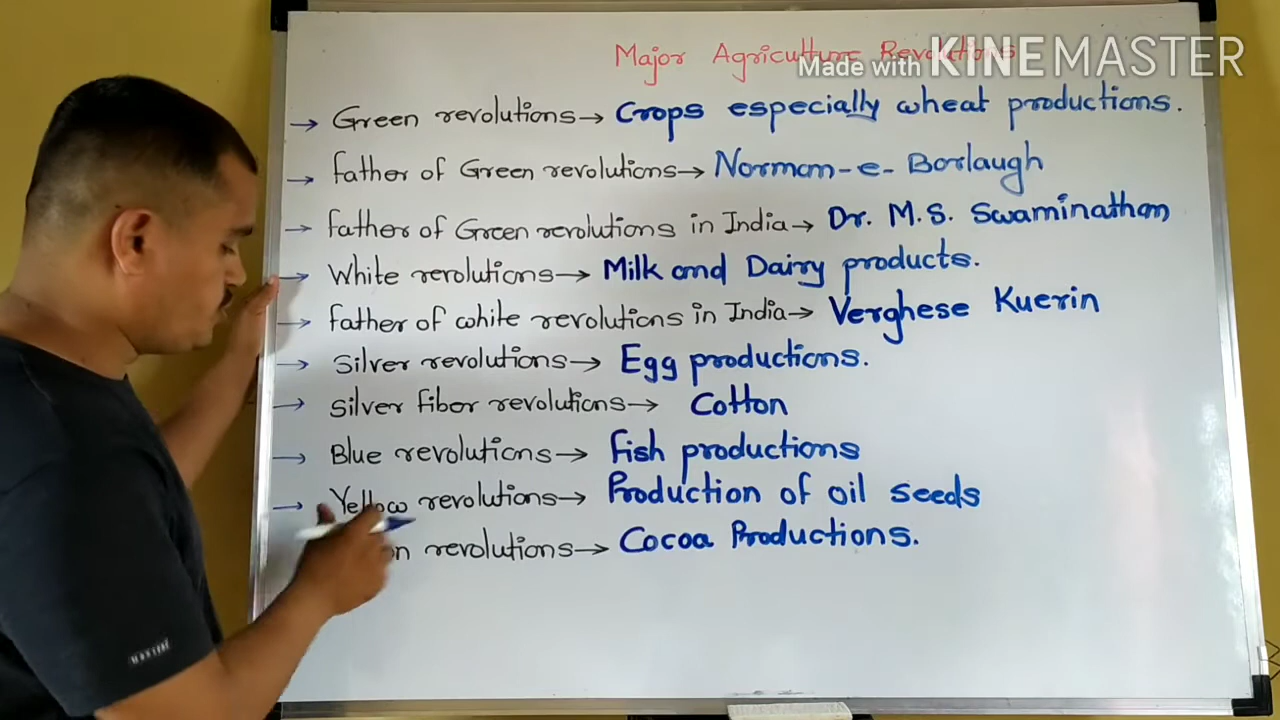 Major Agriculture Revolutions
Made with KINEMASTER
→ Green revolutions → Crops especially wheat productions.
→ father of Green revolutions → Norman-e-Borlaugh
→ father of Green revolutions in India → Dr. M.S. Swaminathan
→ White revolutions → Milk and Dairy products.
→ father of white revolutions in India → Verghese Kuerin
→ Silver revolutions → Egg productions.
→ Silver fiber revolutions → Cotton
→ Blue revolutions → Fish productions
→ Yellow revolutions → Production of oil seeds
revolutions → Cocoa Productions.